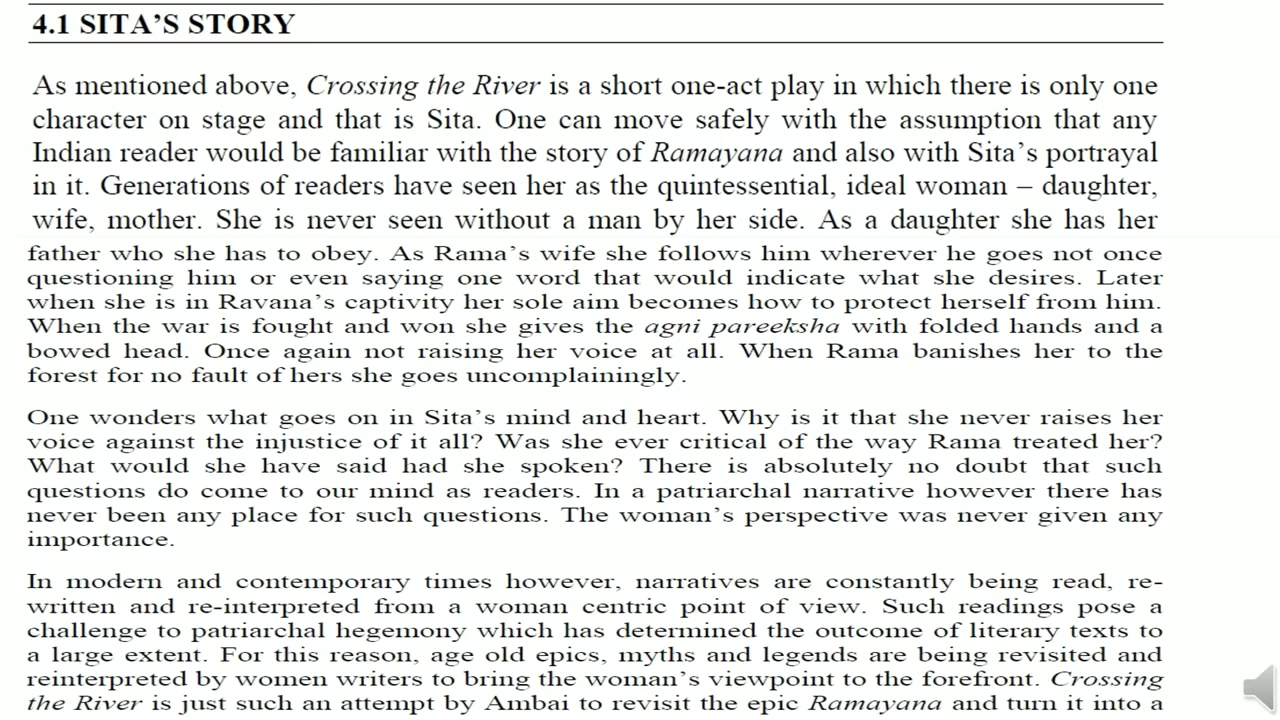 4.1 SITA’S STORY
As mentioned above, Crossing the River is a short one-act play in which there is only one
character on stage and that is Sita. One can move safely with the assumption that any
Indian reader would be familiar with the story of Ramayana and also with Sita’s portrayal
in it. Generations of readers have seen her as the quintessential, ideal woman – daughter,
wife, mother. She is never seen without a man by her side. As a daughter she has her
father who she has to obey. As Rama’s wife she follows him wherever he goes not once
questioning him or even saying one word that would indicate what she desires. Later
when she is in Ravana’s captivity her sole aim becomes how to protect herself from him.
When the war is fought and won she gives the agni pareeksha with folded hands and a
bowed head. Once again not raising her voice at all. When Rama banishes her to the
forest for no fault of hers she goes uncomplainingly.
One wonders what goes on in Sita’s mind and heart. Why is it that she never raises her
voice against the injustice of it all? Was she ever critical of the way Rama treated her?
What would she have said had she spoken? There is absolutely no doubt that such
questions do come to our mind as readers. In a patriarchal narrative however there has
never been any place for such questions. The woman’s perspective was never given any
importance.
In modern and contemporary times however, narratives are constantly being read, re-
written and re-interpreted from a woman centric point of view. Such readings pose a
challenge to patriarchal hegemony which has determined the outcome of literary texts to
a large extent. For this reason, age old epics, myths and legends are being revisited and
reinterpreted by women writers to bring the woman’s viewpoint to the forefront. Crossing
the River is just such an attempt by Ambai to revisit the epic Ramayana and turn it into a